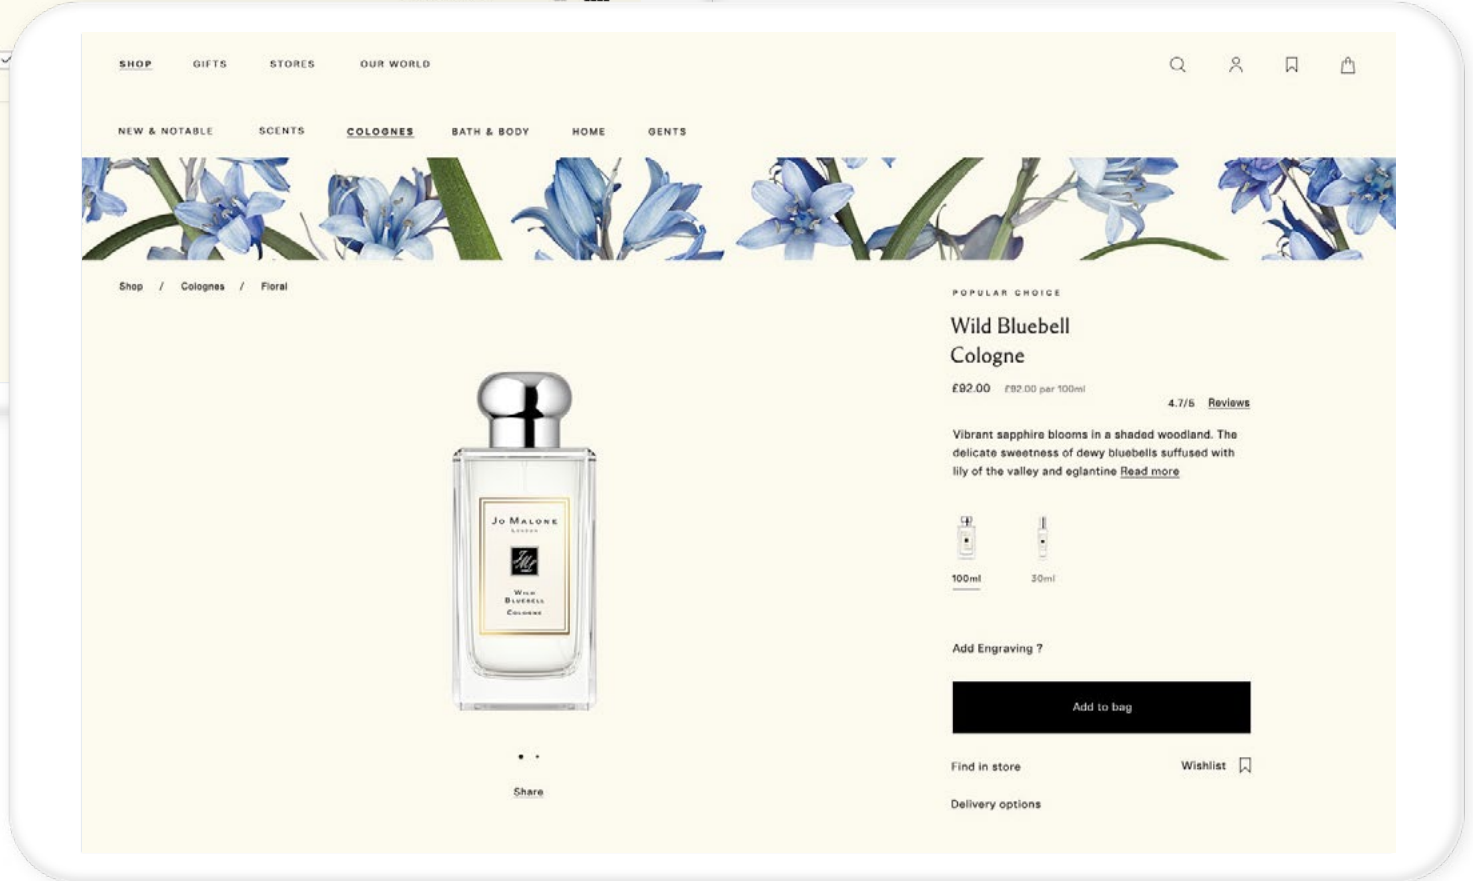 SHOP GIFTS STORES OUR WORLD
NEW & NOTABLE SCENTS COLOGNES BATH & BODY HOME GENTS
Shop / Colognes / Floral
POPULAR CHOICE
Wild Bluebell
Cologne
£92.00 £92.00 per 100ml
4.7/5 Reviews
Vibrant sapphire blooms in a shaded woodland. The
delicate sweetness of dewy bluebells suffused with
lily of the valley and eglantine Read more
JO MALONE
LONDON
WILD
BLUEBELL
COLOGNE
100ml 30ml
Add Engraving ?
Add to bag
Find in store Wishlist
Share
Delivery options